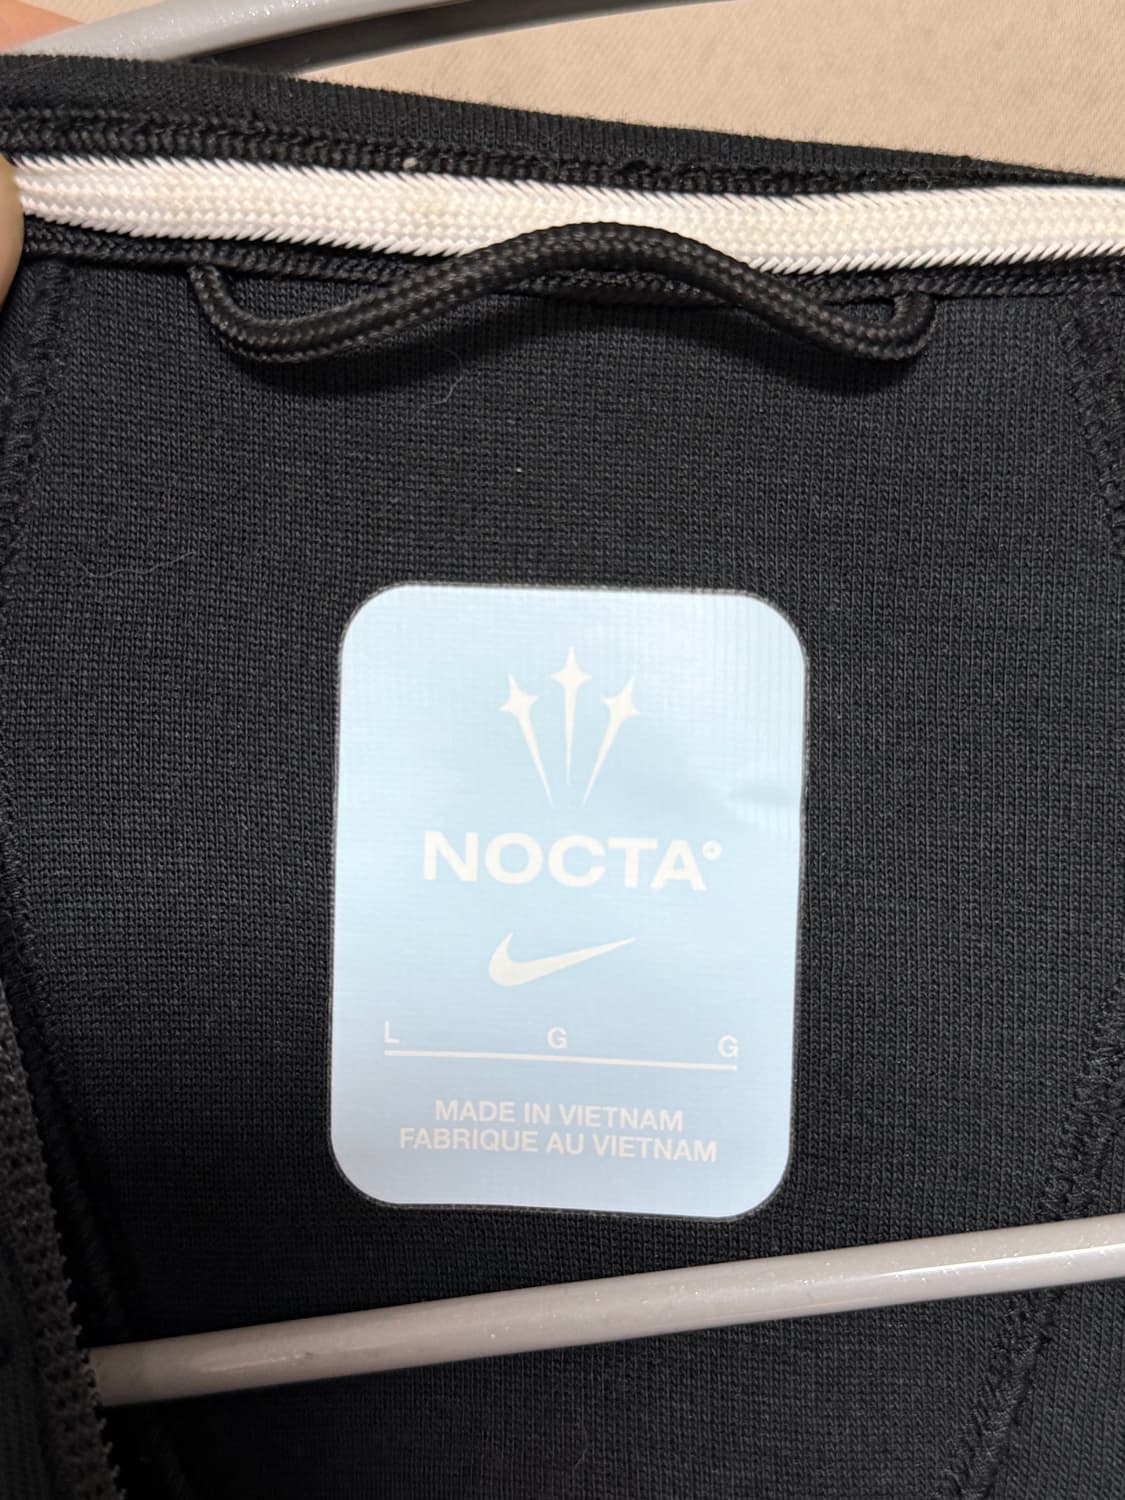 NOCTA°
L G G
MADE IN VIETNAM
FABRIQUE AU VIETNAM